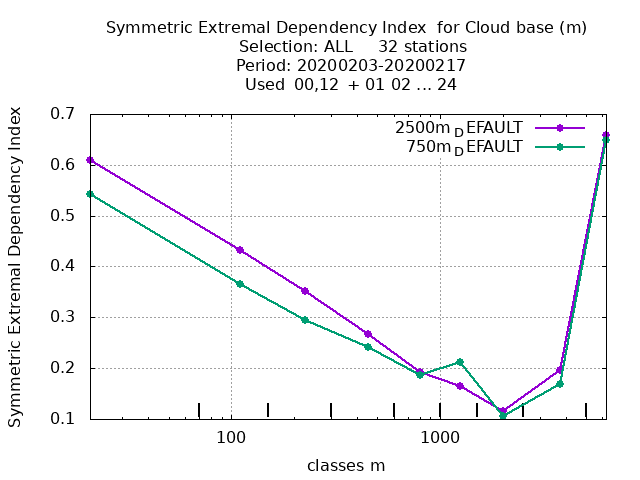 Symmetric Extremal Dependency Index  for Cloud base (m)
Selection: ALL     32 stations
Period: 20200203-20200217
Used  00,12  + 01 02 ... 24
Symmetric Extremal Dependency Index
0.7
0.6
0.5
0.4
0.3
0.2
0.1
2500m_DEFAULT
750m_DEFAULT
100
1000
classes m